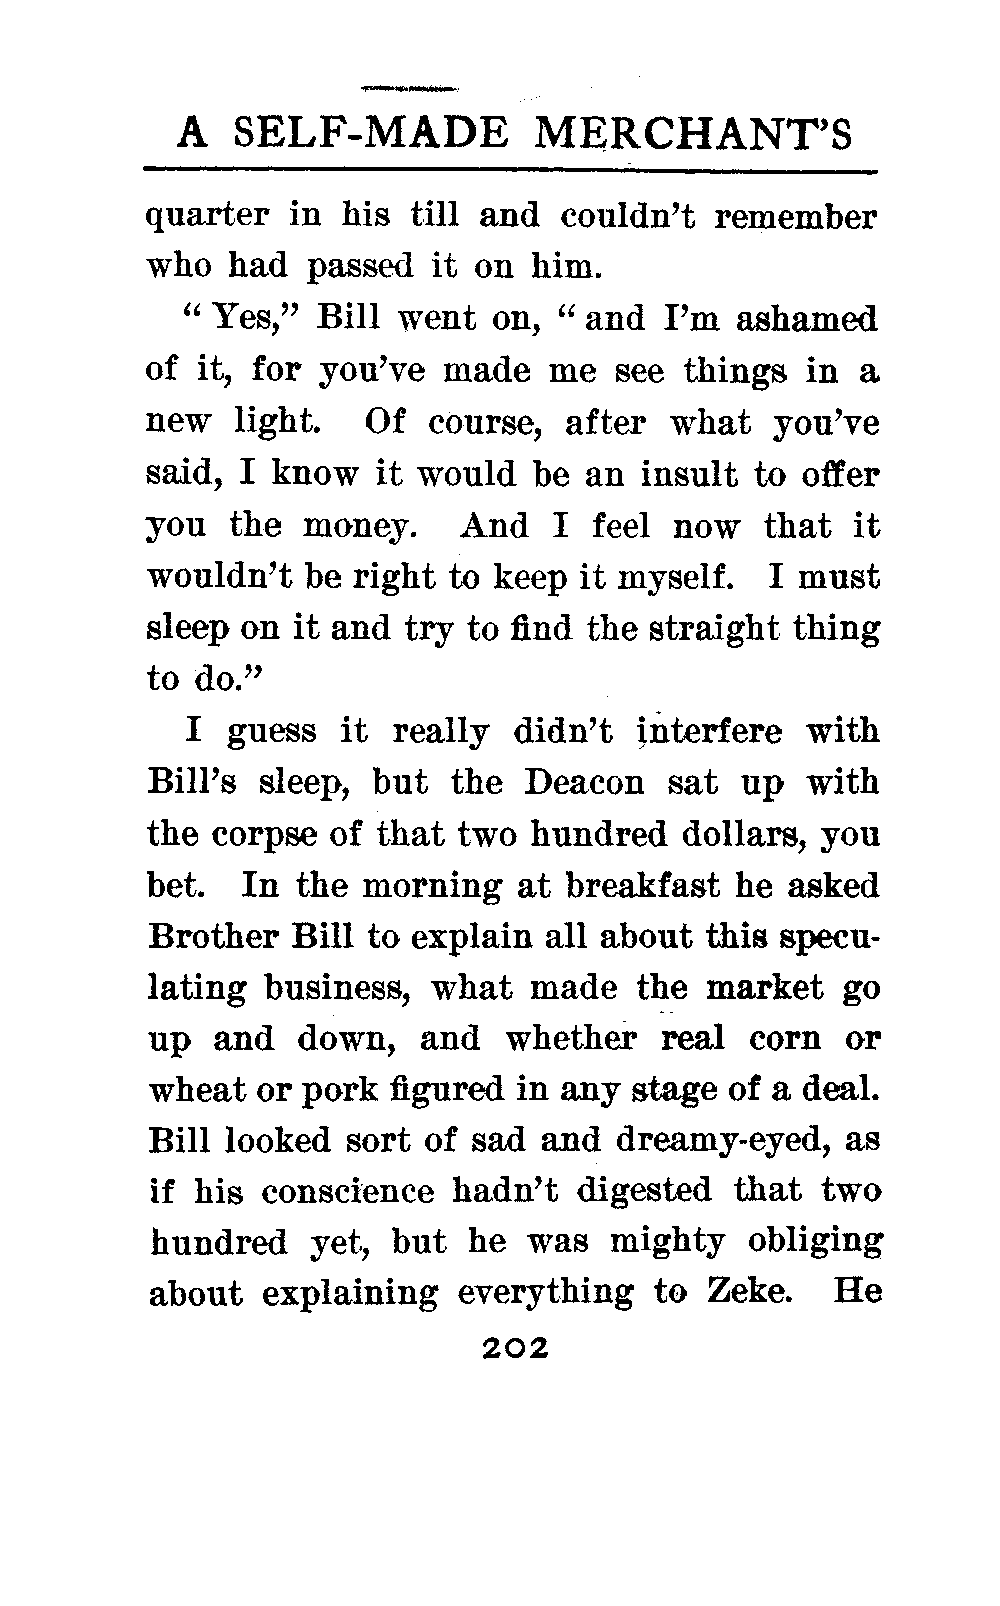 A SELF-MADE MERCHANT'S
quarter in his till and couldn't remember
who had passed it on him.
“ Yes,” Bill went on, “ and I'm ashamed
of it, for you've made me see things in a
new light. Of course, after what you've
said, I know it would be an insult to offer
you the money. And I feel now that it
wouldn't be right to keep it myself. I must
sleep on it and try to find the straight thing
to do.”
I guess it really didn't interfere with
Bill's sleep, but the Deacon sat up with
the corpse of that two hundred dollars, you
bet. In the morning at breakfast he asked
Brother Bill to explain all about this specu-
lating business, what made the market go
up and down, and whether real corn or
wheat or pork figured in any stage of a deal.
Bill looked sort of sad and dreamy-eyed, as
if his conscience hadn't digested that two
hundred yet, but he was mighty obliging
about explaining everything to Zeke. He
202